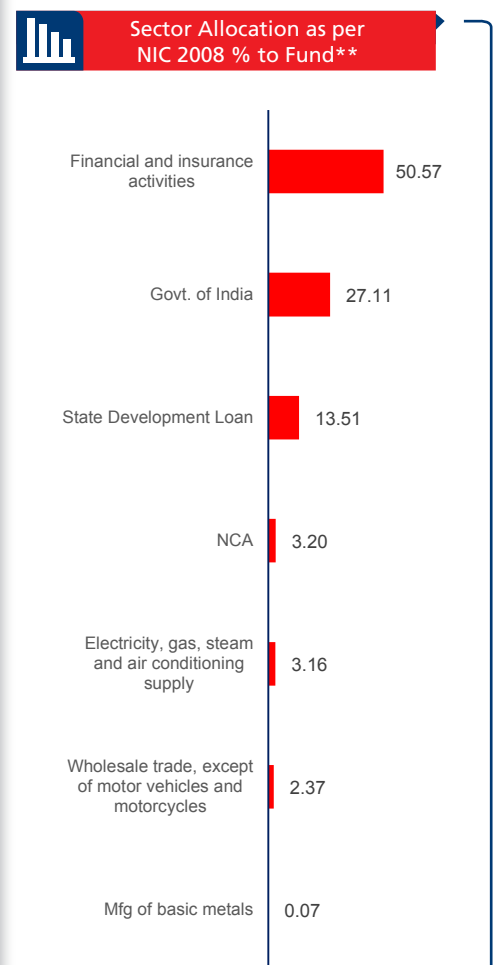 Sector Allocation as per
NIC 2008 % to Fund**
Financial and insurance
activities
50.57
Govt. of India
27.11
State Development Loan
13.51
NCA
3.20
Electricity, gas, steam
and air conditioning
supply
3.16
Wholesale trade, except
of motor vehicles and
motorcycles
2.37
Mfg of basic metals
0.07